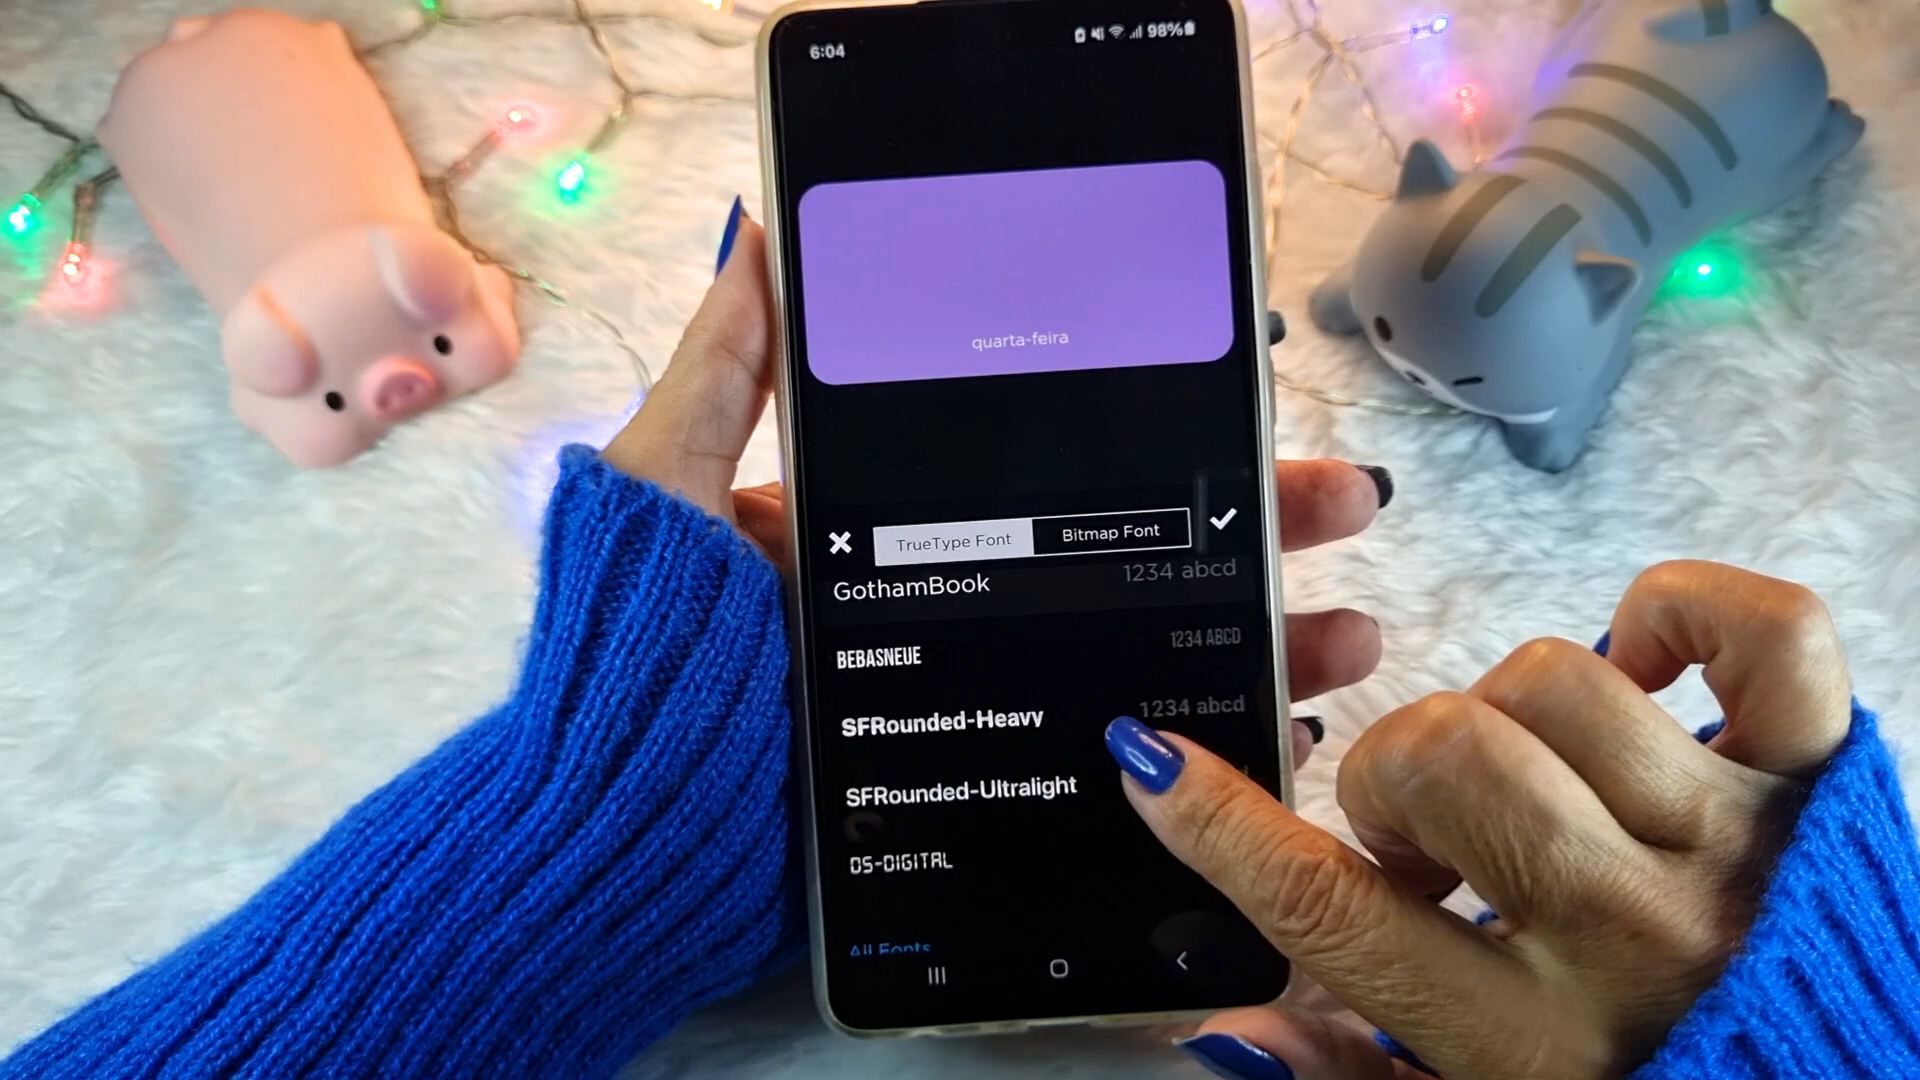 6:04
98%
quarta-feira
TrueType Font
Bitmap Font
GothamBook
1234 abcd
BEBASNEUE
1234 ABCD
SFRounded-Heavy
1234 abcd
SFRounded-Ultralight
DS-DIGITAL
All Fonts